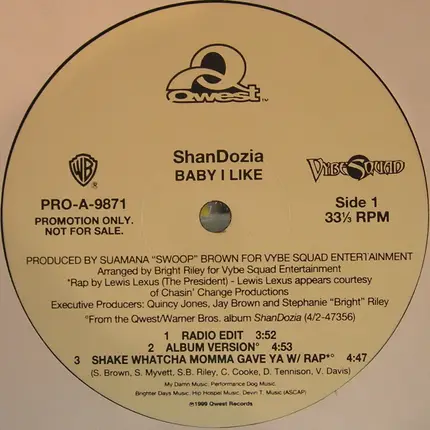 Qwest™
ShanDozia
BABY I LIKE
WB®
VYBE SQUAD
PRO-A-9871
Side 1
PROMOTION ONLY.
33⅓ RPM
NOT FOR SALE.
PRODUCED BY SUAMANA "SWOOP" BROWN FOR VYBE SQUAD ENTERTAINMENT
Arranged by Bright Riley for Vybe Squad Entertainment
*Rap by Lewis Lexus (The President) - Lewis Lexus appears courtesy
of Chasin' Change Productions
Executive Producers: Quincy Jones, Jay Brown and Stephanie "Bright" Riley
°From the Qwest/Warner Bros. album ShanDozia (4/2-47356)
1 RADIO EDIT 3:52
2 ALBUM VERSION° 4:53
3 SHAKE WHATCHA MOMMA GAVE YA W/ RAP*° 4:47
(S. Brown, S. Myvett, S.B. Riley, C. Cooke, D. Tennison, V. Davis)
My Damn Music; Performance Dog Music;
Brighter Days Music; Hip Hospel Music; Devin T. Music (ASCAP)
℗1999 Qwest Records